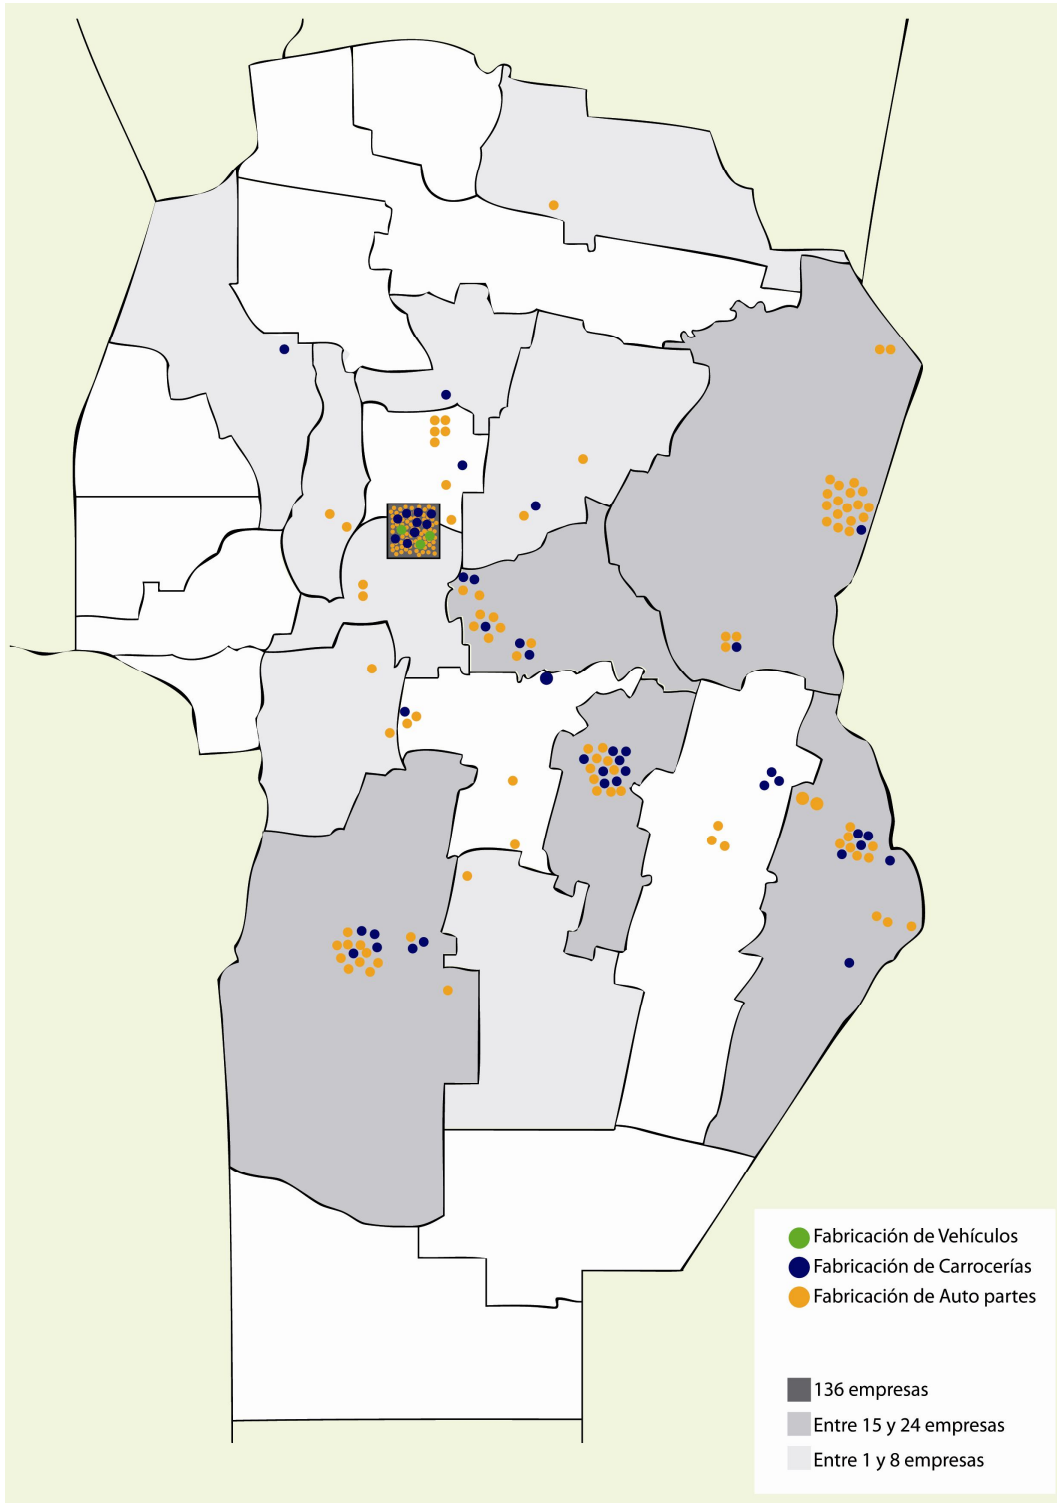 Fabricación de Vehículos
Fabricación de Carrocerías
Fabricación de Auto partes
136 empresas
Entre 15 y 24 empresas
Entre 1 y 8 empresas